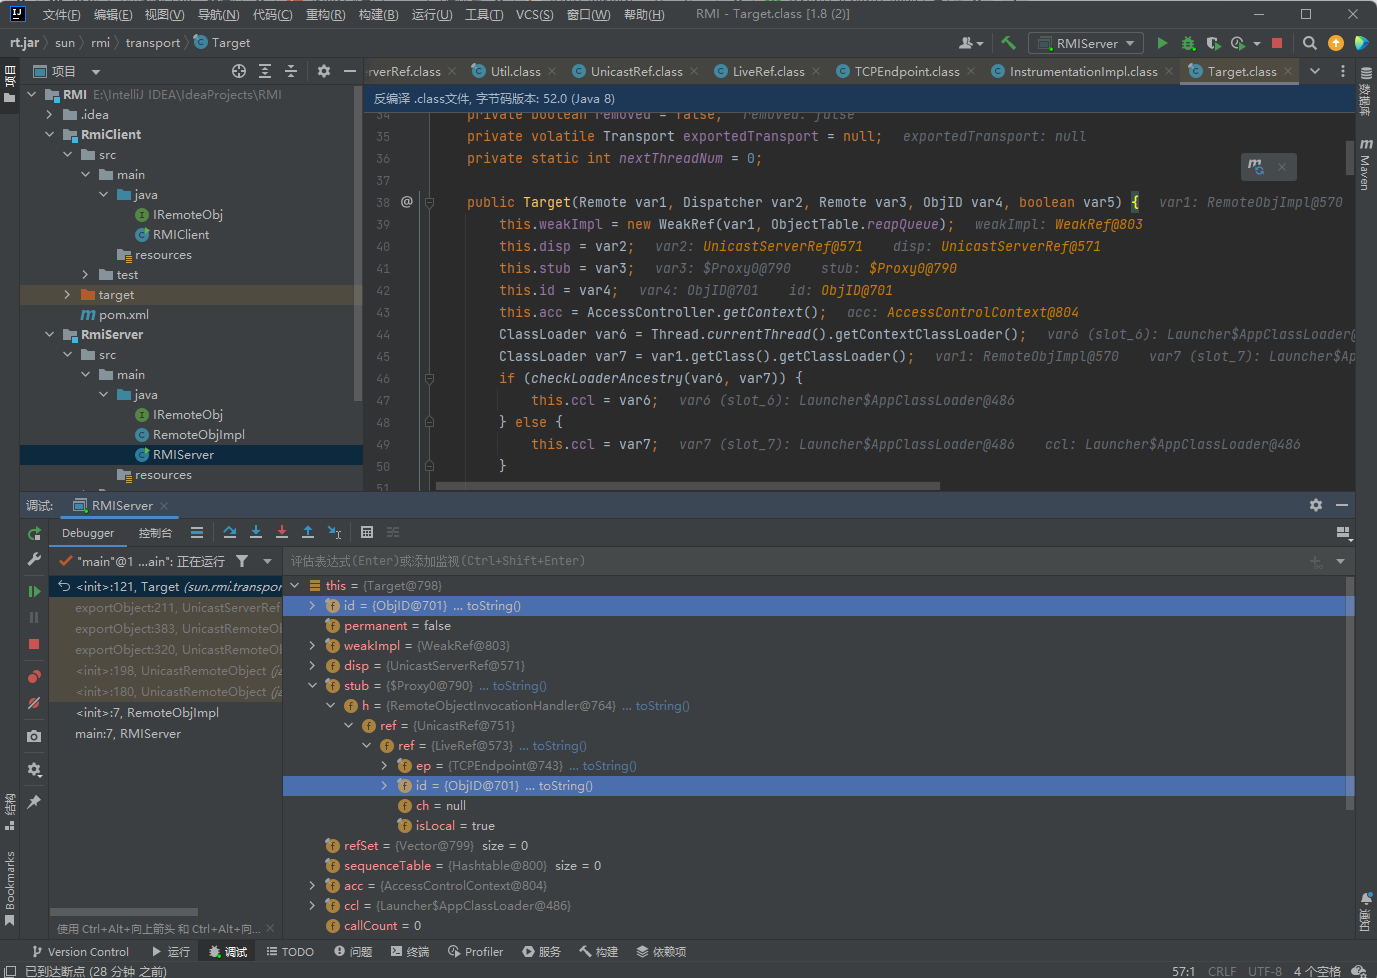 文件(F) 编辑(E) 视图(V) 导航(N) 代码(C) 重构(R) 构建(B) 运行(U) 工具(T) VCS(S) 窗口(W) 帮助(H) RMI - Target.class [1.8 (2)]
rt.jar sun rmi transport Target RMIServer
项目
erverRef.class Util.class UnicastRef.class LiveRef.class TCPEndpoint.class InstrumentationImpl.class Target.class
反编译 .class文件, 字节码版本: 52.0 (Java 8)
项目
数据库
Maven
RMI E:\IntelliJ IDEA\IdeaProjects\RMI
.idea
RmiClient
src
main
java
IRemoteObj
RMIClient
resources
test
target
pom.xml
RmiServer
src
main
java
IRemoteObj
RemoteObjImpl
RMIServer
resources
34 private boolean removed = false; removed: false
35 private volatile Transport exportedTransport = null; exportedTransport: null
36 private static int nextThreadNum = 0;
37
38 @ public Target(Remote var1, Dispatcher var2, Remote var3, ObjID var4, boolean var5) { var1: RemoteObjImpl@570
39 this.weakImpl = new WeakRef(var1, ObjectTable.reapQueue); weakImpl: WeakRef@803
40 this.disp = var2; var2: UnicastServerRef@571 disp: UnicastServerRef@571
41 this.stub = var3; var3: $Proxy0@790 stub: $Proxy0@790
42 this.id = var4; var4: ObjID@701 id: ObjID@701
43 this.acc = AccessController.getContext(); acc: AccessControlContext@804
44 ClassLoader var6 = Thread.currentThread().getContextClassLoader(); var6 (slot_6): Launcher$AppClassLoader@
45 ClassLoader var7 = var1.getClass().getClassLoader(); var1: RemoteObjImpl@570 var7 (slot_7): Launcher$Ap
46 if (checkLoaderAncestry(var6, var7)) {
47 this.ccl = var6; var6 (slot_6): Launcher$AppClassLoader@486
48 } else {
49 this.ccl = var7; var7 (slot_7): Launcher$AppClassLoader@486 ccl: Launcher$AppClassLoader@486
50 }
51
调试: RMIServer
Debugger 控制台
"main"@1 ...ain": 正在运行
评估表达式(Enter)或添加监视(Ctrl+Shift+Enter)
<init>:121, Target (sun.rmi.transpor
exportObject:211, UnicastServerRef
exportObject:383, UnicastRemoteOb
exportObject:320, UnicastRemoteOb
<init>:198, UnicastRemoteObject (ja
<init>:180, UnicastRemoteObject (ja
<init>:7, RemoteObjImpl
main:7, RMIServer
使用 Ctrl+Alt+向上箭头 和 Ctrl+Alt+向...
this = {Target@798}
id = {ObjID@701} ... toString()
permanent = false
weakImpl = {WeakRef@803}
disp = {UnicastServerRef@571}
stub = {$Proxy0@790} ... toString()
h = {RemoteObjectInvocationHandler@764} ... toString()
ref = {UnicastRef@751}
ref = {LiveRef@573} ... toString()
ep = {TCPEndpoint@743} ... toString()
id = {ObjID@701} ... toString()
ch = null
isLocal = true
refSet = {Vector@799} size = 0
sequenceTable = {Hashtable@800} size = 0
acc = {AccessControlContext@804}
ccl = {Launcher$AppClassLoader@486}
callCount = 0
结构
Bookmarks
通知
Version Control 运行 调试 TODO 问题 终端 Profiler 服务 构建 依赖项
已到达断点 (28 分钟 之前) 57:1 CRLF UTF-8 4 个空格